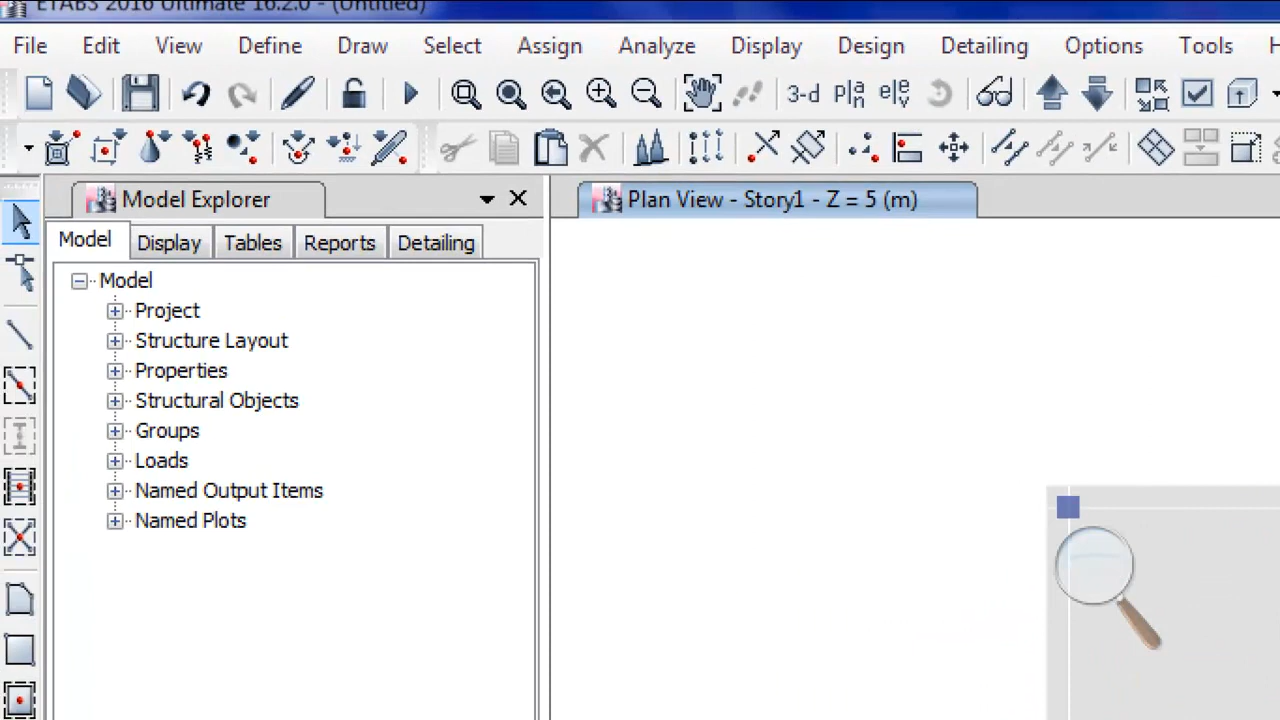 ETABS 2016 Ultimate 16.2.0 - (Untitled)
File Edit View Define Draw Select Assign Analyze Display Design Detailing Options Tools H
3-d Plan elev
Model Explorer
Plan View - Story1 - Z = 5 (m)
Model Display Tables Reports Detailing
Model
Project
Structure Layout
Properties
Structural Objects
Groups
Loads
Named Output Items
Named Plots